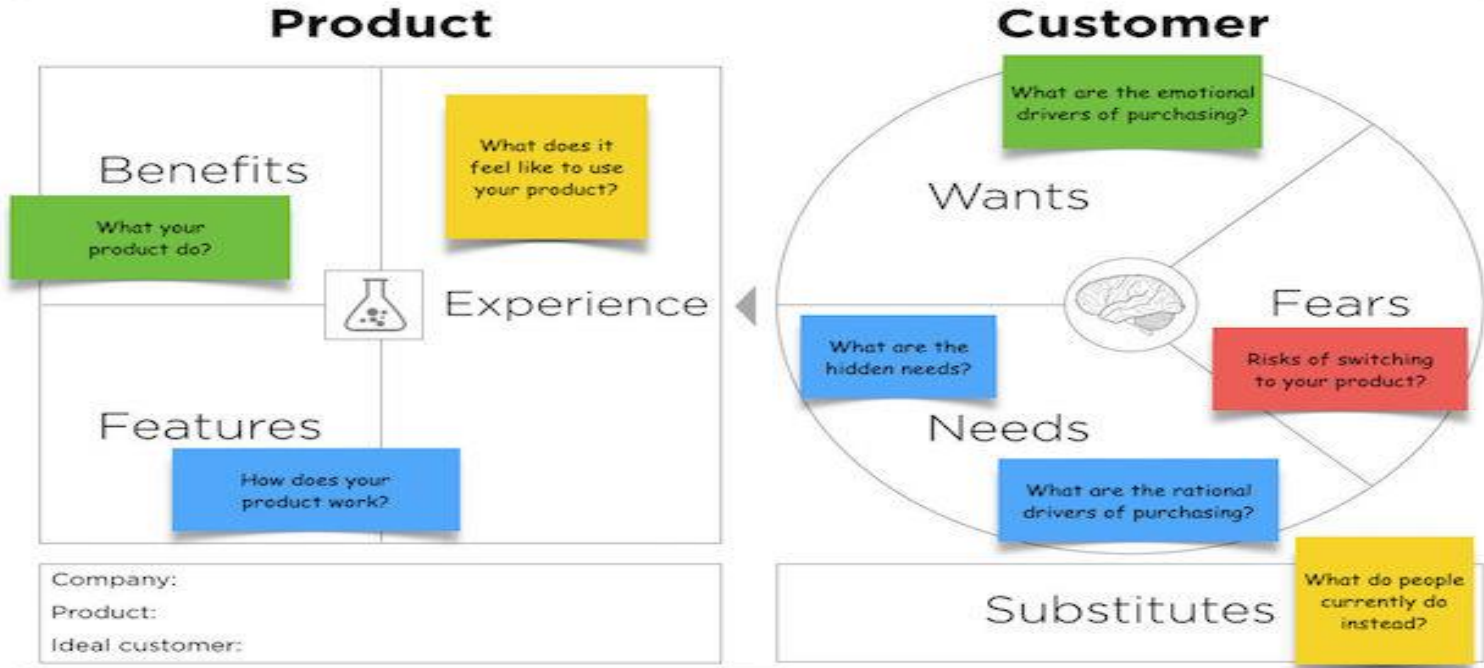 Product
Benefits
What your
product do?
What does it
feel like to use
your product?
Experience
Features
How does your
product work?
Company:
Product:
Ideal customer:
Customer
What are the emotional
drivers of purchasing?
Wants
Fears
Risks of switching
to your product?
What are the
hidden needs?
Needs
What are the rational
drivers of purchasing?
Substitutes
What do people
currently do
instead?